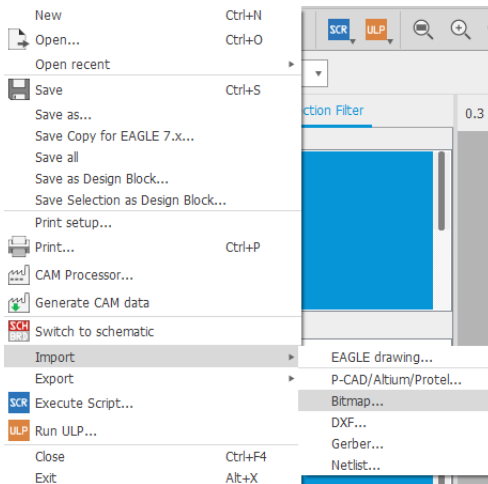 New Ctrl+N
Open... Ctrl+O
Open recent
Save Ctrl+S
Save as...
Save Copy for EAGLE 7.x...
Save all
Save as Design Block...
Save Selection as Design Block...
Print setup...
Print... Ctrl+P
CAM Processor...
Generate CAM data
SCH
BRD
Switch to schematic
Import
Export
SCR Execute Script...
ULP Run ULP...
Close Ctrl+F4
Exit Alt+X
SCR ULP
ction Filter
0.3
EAGLE drawing...
P-CAD/Altium/Protel...
Bitmap...
DXF...
Gerber...
Netlist...